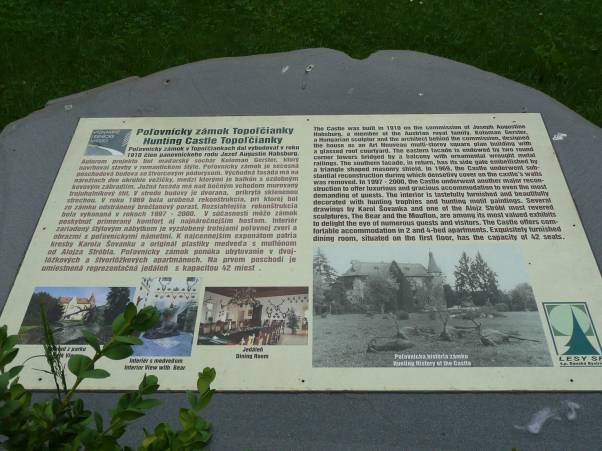 Poľovnícky zámok Topoľčianky
Hunting Castle Topoľčianky
Poľovnícky zámok v Topoľčiankach dal vybudovať v roku
1910 člen panovníckeho rodu Jozef Augustín Habsburg.
Autorom projektu bol maďarský sochár Koloman Gerster, ktorý
navrhoval stavby v romantickom štýle. Poľovnícky zámok je secesná
poschodová budova so štvorcovým pôdorysom. Východná fasáda má na
nárožiach dve okrúhle vežičky, medzi ktorými je balkón s ozdobným
kovovým zábradlím. Južná fasáda má nad bočným vchodom murovaný
trojuholníkový štít. V strede budovy je dvorana, prikrytá sklenenou
strechou. V roku 1969 bola urobená rekonštrukcia, pri ktorej bol
zo zámku odstránený brečtanový porast. Rozsiahlejšia rekonštrukcia
bola vykonaná v rokoch 1997 - 2000. V súčasnosti môže zámok
poskytnúť primeraný komfort aj najnáročnejším hosťom. Interiér
zariadený štýlovým nábytkom je vyzdobený trofejami poľovnej zveri a
obrazmi s poľovníckymi námetmi. K najcennejším exponátom patria
kresby Karola Šovanku a originál plastiky medveďa s muflónom
od Alojza Stróbla. Poľovnícky zámok ponúka ubytovanie v dvoj-
lôžkových a štvorlôžkových apartmánoch. Na prvom poschodí je
umiestnená reprezentačná jedáleň s kapacitou 42 miest .
The Castle was built in 1910 on the commission of Joseph Augustine
Habsburg, a member of the Austrian royal family. Koloman Gerster,
a Hungarian sculptor and the architect behind the commission, designed
the house as an Art Nouveau multi-storey square plan building with
a glassed roof courtyard. The eastern facade is endowed by two round
corner towers bridged by a balcony with ornamental wrought metal
railings. The southern facade, in return, has its side gate embellished by
a triangle shaped masonry shield. In 1969, the Castle underwent sub-
stantial reconstruction during which densativy cover on the castle's walls
was removed. In 1997 - 2000, the Castle underwent another major recon-
struction to offer luxurious and gracious accommodation to even the most
demanding of guests. The interior is tastefully furnished and beautifully
decorated with hunting trophies and hunting motif paintings. Several
drawings by Karol Šovanka and one of the Alojz Stróbl most revered
sculptures, The Bear and the Mouflon, are among its most valued exhibits
to delight the eye of numerous guests and visitors. The Castle offers com-
fortable accommodation in 2 and 4-bed apartments. Exquisitely furnished
dining room, situated on the first floor, has the capacity of 42 seats.
z parku
Interiér s medveďom
Interior View with Bear
Jedáleň
Dining Room
Poľovnícka história zámku
Hunting History of the Castle
LESY SR